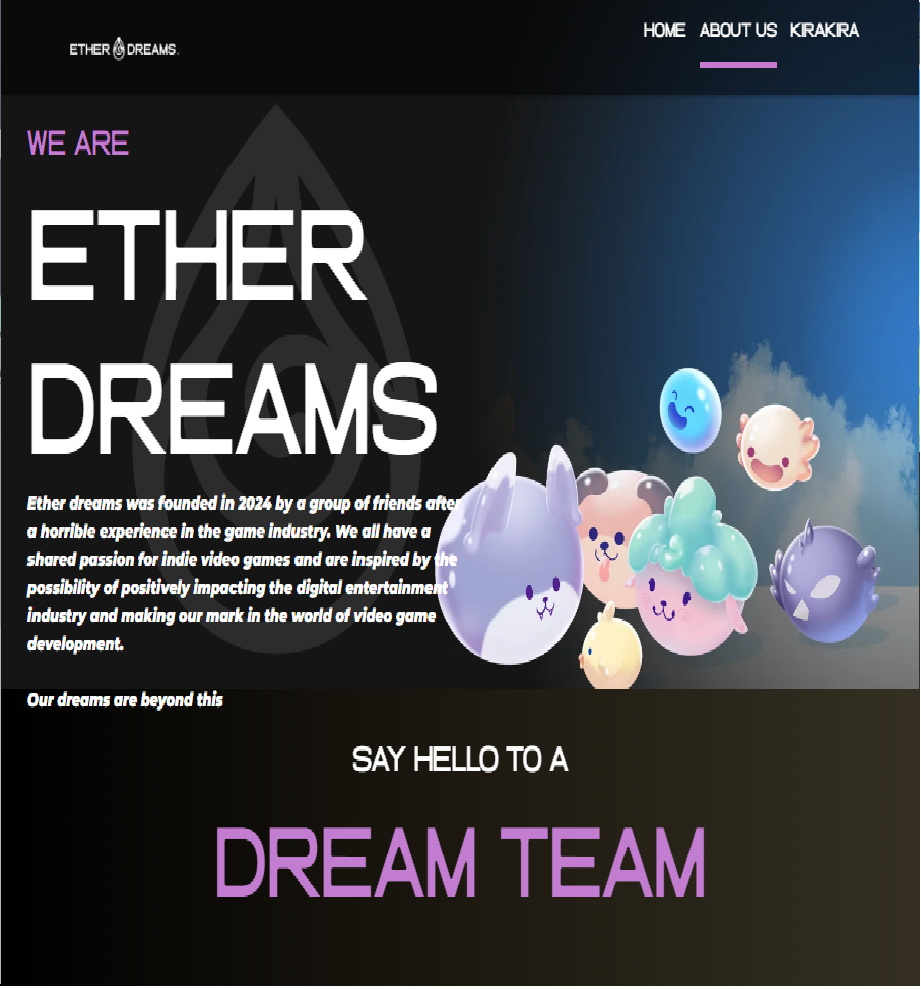 ETHER DREAMS
HOME ABOUT US KIRAKIRA
WE ARE
ETHER
DREAMS
Ether dreams was founded in 2024 by a group of friends after
a horrible experience in the game industry. We all have a
shared passion for indie video games and are inspired by the
possibility of positively impacting the digital entertainment
industry and making our mark in the world of video game
development.
Our dreams are beyond this
SAY HELLO TO A
DREAM TEAM